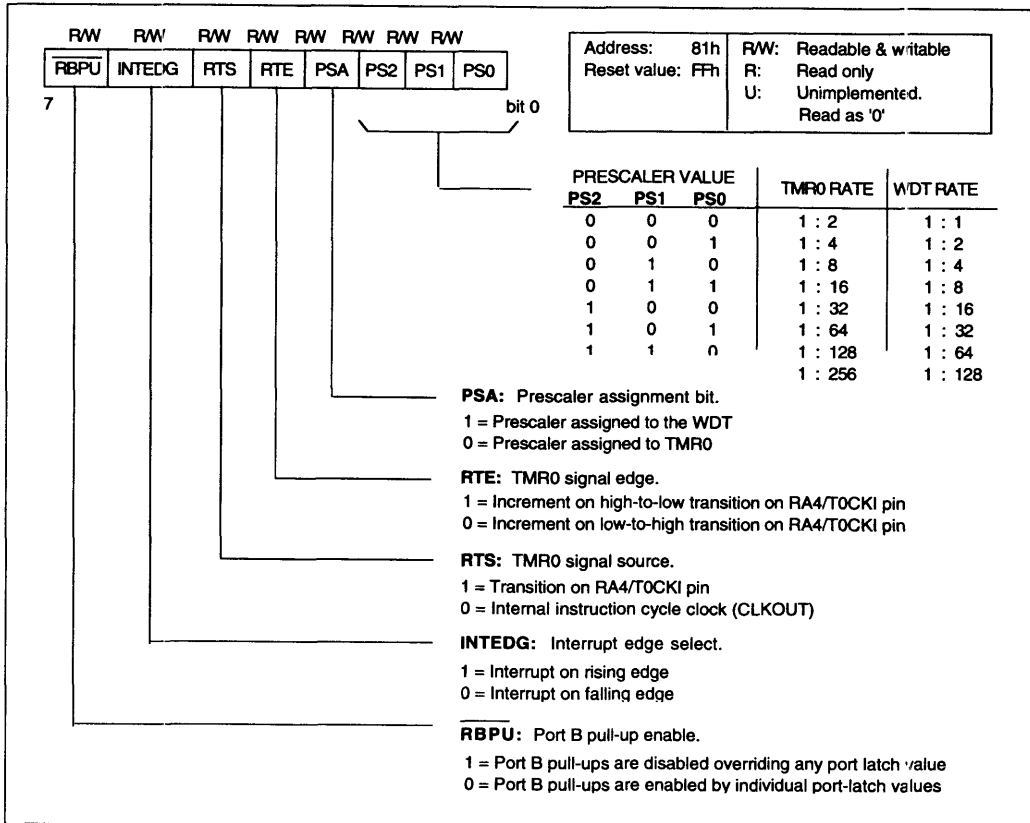 R/W R/W R/W R/W R/W R/W R/W R/W
RBPU INTEDG RTS RTE PSA PS2 PS1 PS0
7 bit 0
Address: 81h
Reset value: FFh
R/W: Readable & writable
R: Read only
U: Unimplemented.
Read as '0'
PRESCALER VALUE TMR0 RATE WDT RATE
PS2 PS1 PS0
0 0 0 1 : 2 1 : 1
0 0 1 1 : 4 1 : 2
0 1 0 1 : 8 1 : 4
0 1 1 1 : 16 1 : 8
1 0 0 1 : 32 1 : 16
1 0 1 1 : 64 1 : 32
1 1 0 1 : 128 1 : 64
1 : 256 1 : 128
PSA: Prescaler assignment bit.
1 = Prescaler assigned to the WDT
0 = Prescaler assigned to TMR0
RTE: TMR0 signal edge.
1 = Increment on high-to-low transition on RA4/T0CKI pin
0 = Increment on low-to-high transition on RA4/T0CKI pin
RTS: TMR0 signal source.
1 = Transition on RA4/T0CKI pin
0 = Internal instruction cycle clock (CLKOUT)
INTEDG: Interrupt edge select.
1 = Interrupt on rising edge
0 = Interrupt on falling edge
RBPU: Port B pull-up enable.
1 = Port B pull-ups are disabled overriding any port latch value
0 = Port B pull-ups are enabled by individual port-latch values